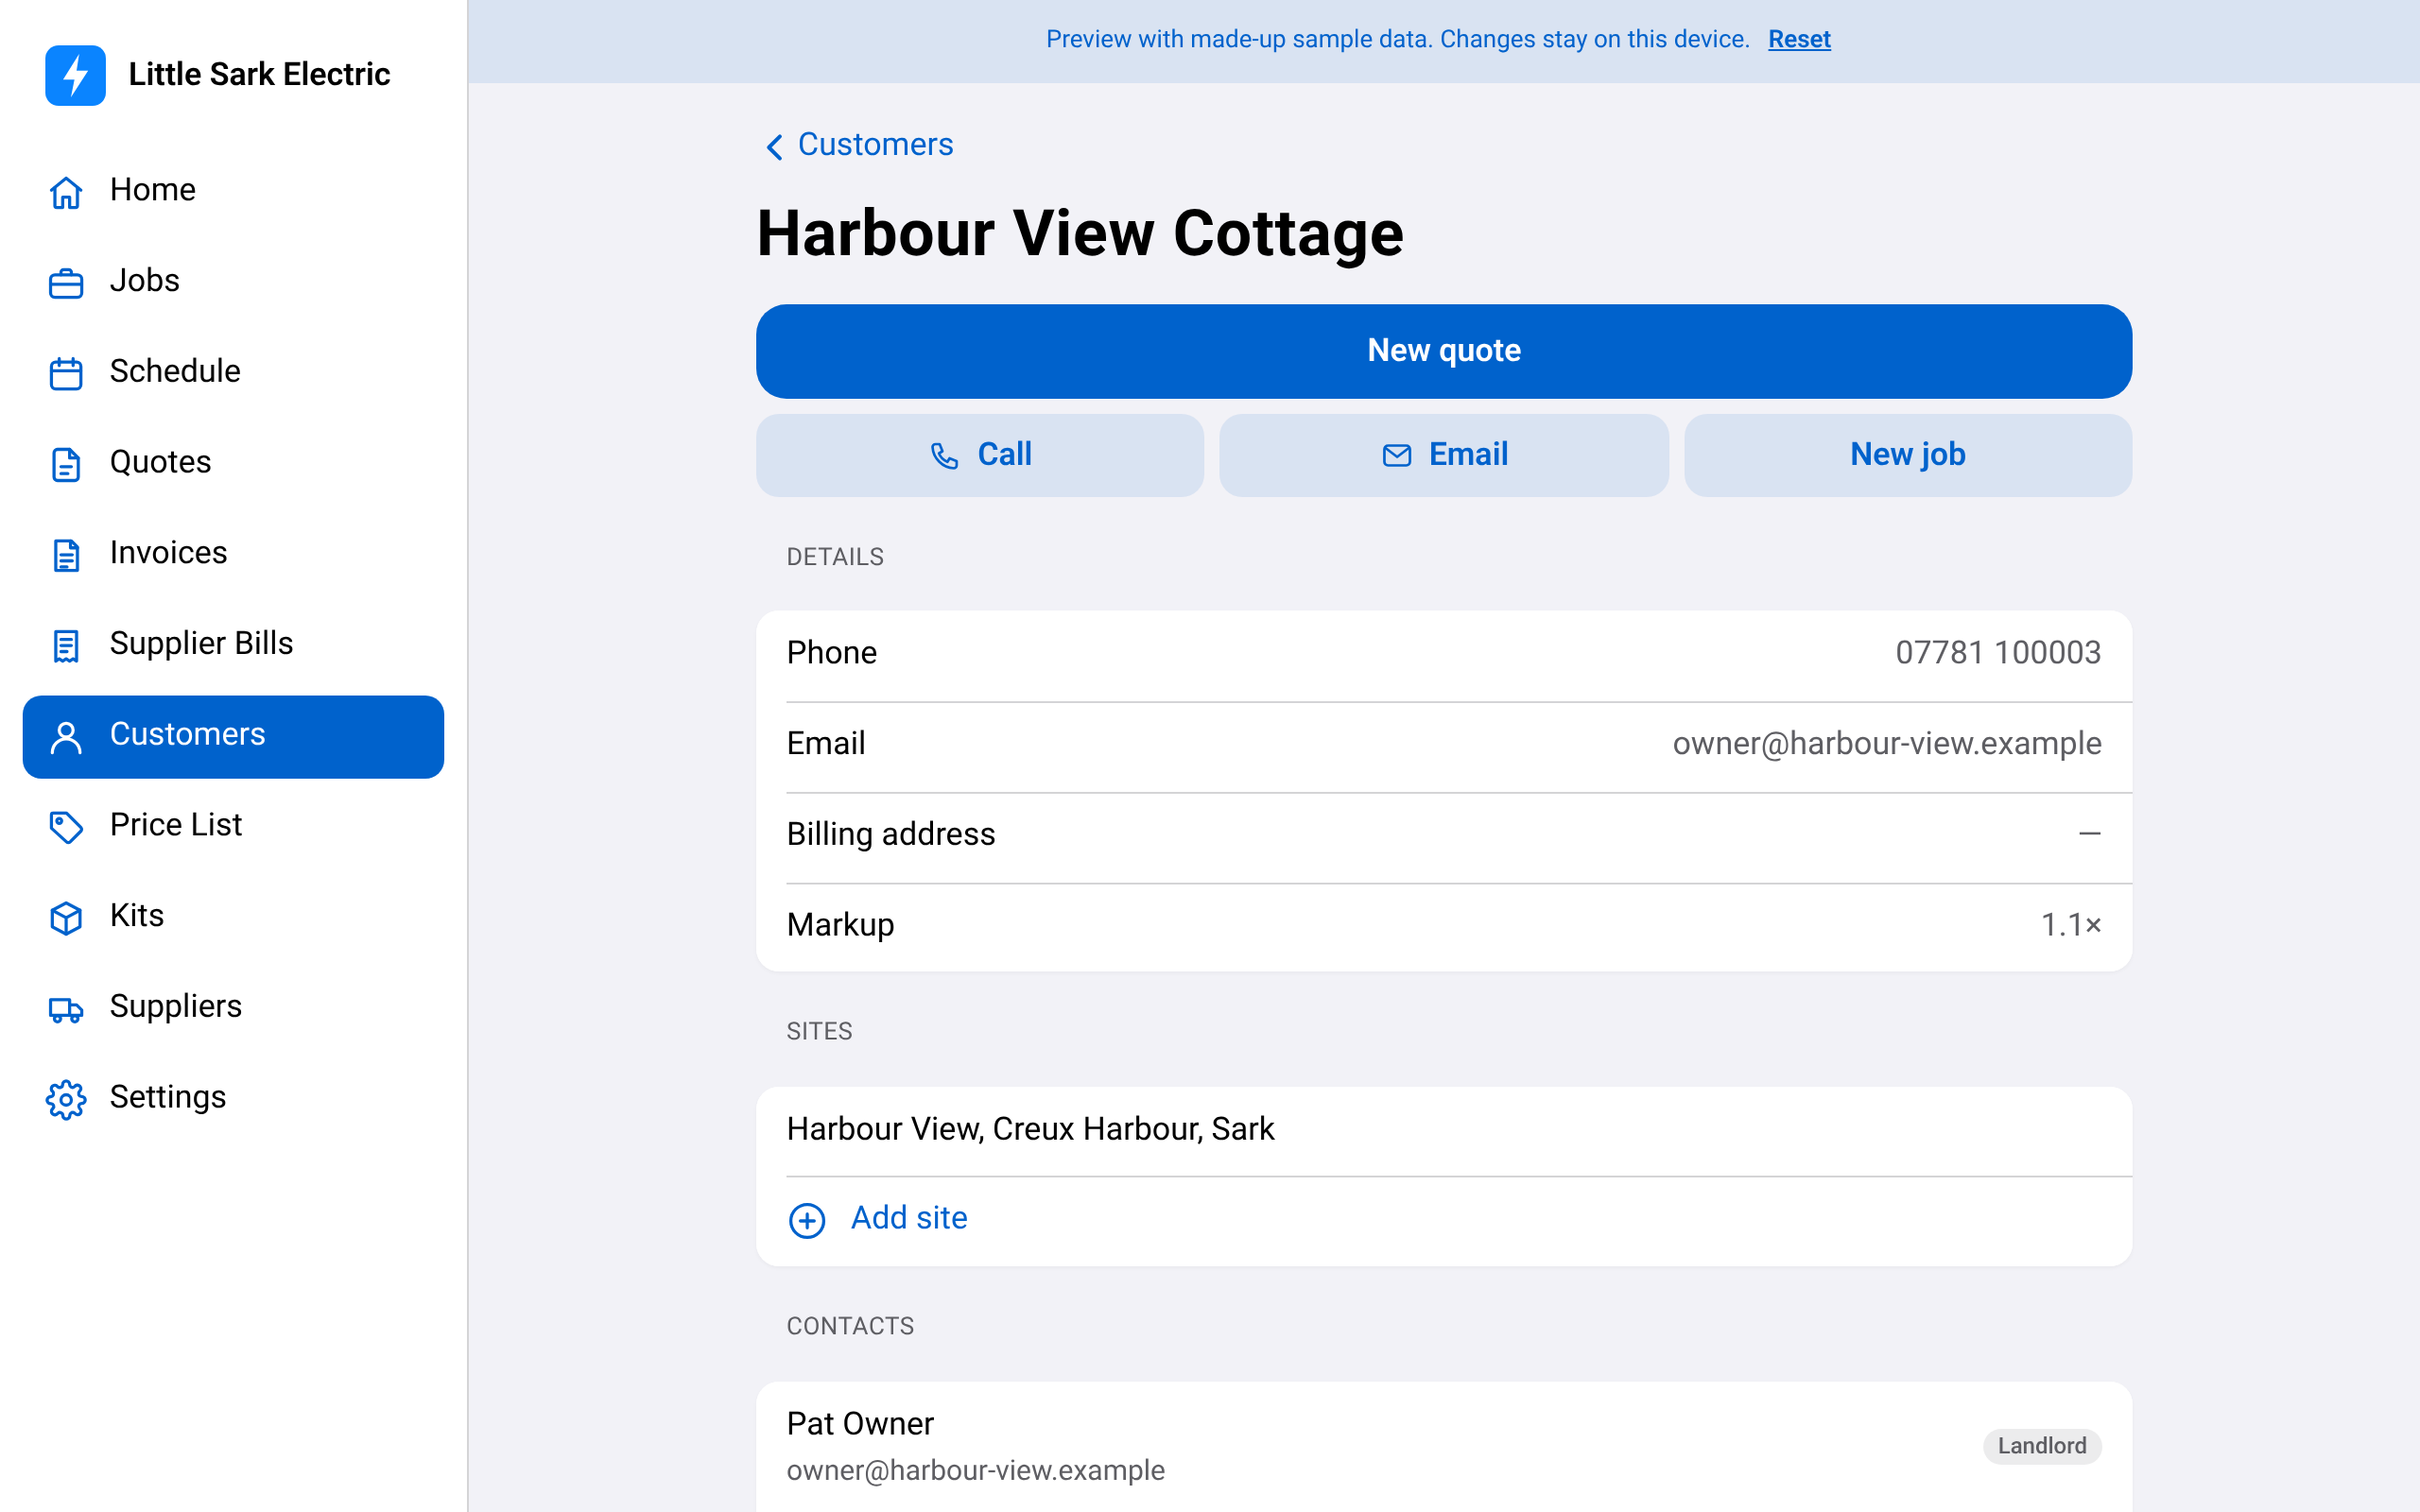 Little Sark Electric
Home
Jobs
Schedule
Quotes
Invoices
Supplier Bills
Customers
Price List
Kits
Suppliers
Settings
Preview with made-up sample data. Changes stay on this device. Reset
Customers
Harbour View Cottage
New quote
Call
Email
New job
DETAILS
Phone 07781 100003
Email owner@harbour-view.example
Billing address —
Markup 1.1×
SITES
Harbour View, Creux Harbour, Sark
Add site
CONTACTS
Pat Owner
owner@harbour-view.example
Landlord